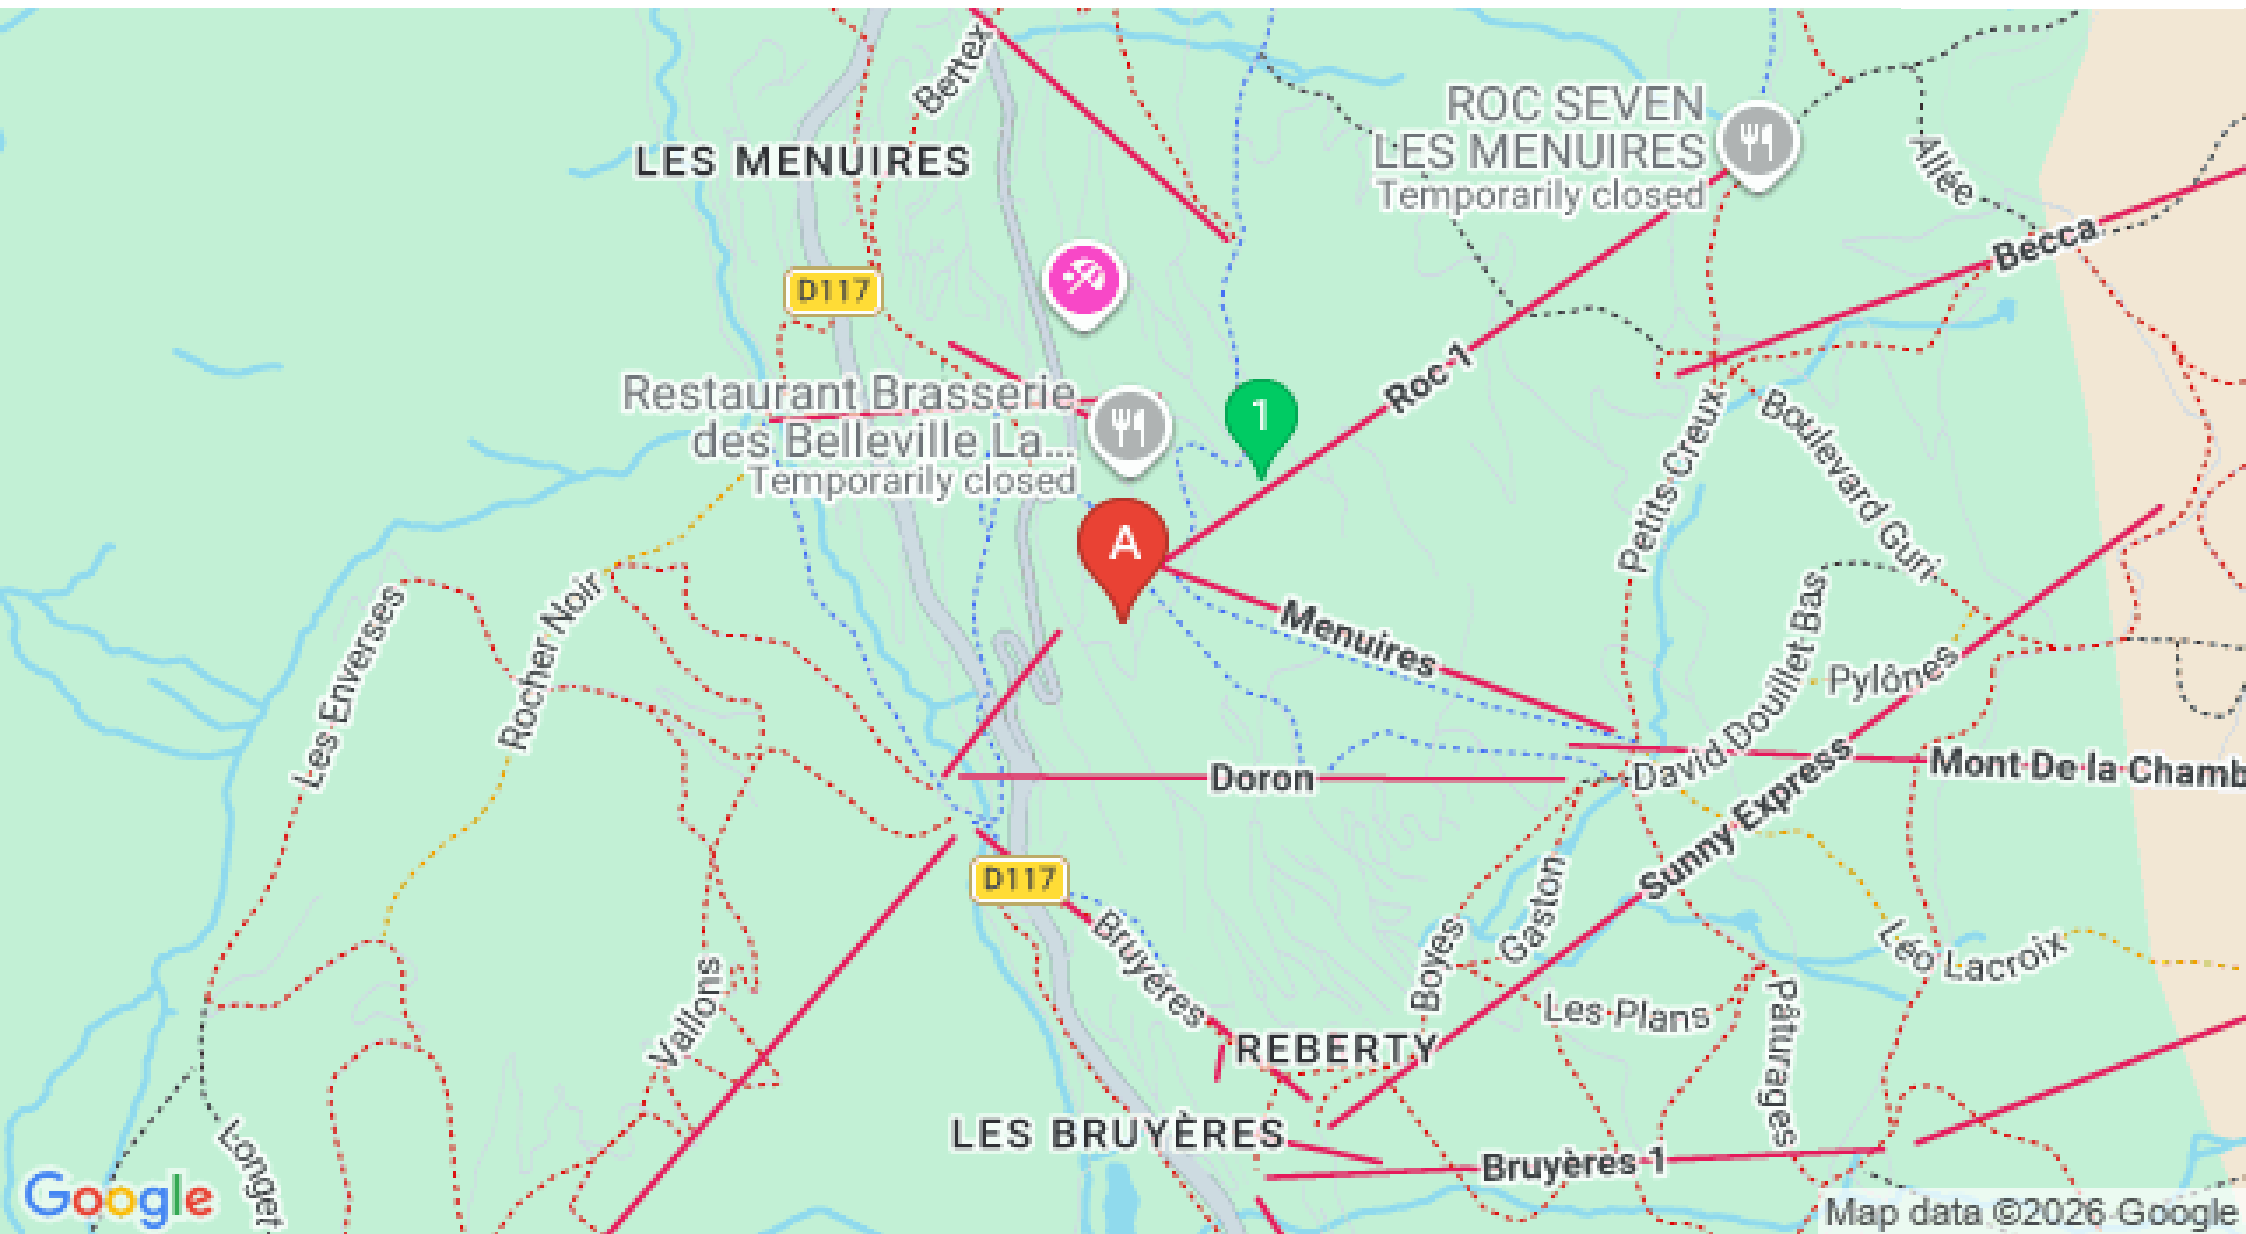 Bettex
ROC SEVEN
LES MENUIRES
Temporarily closed
LES MENUIRES
Allée
Becca
D117
Roc 1
Restaurant Brasserie
des Belleville La...
Temporarily closed
1
A
Petits Creux
Boulevard Guri
Les Enverses
Rocher Noir
Menuires
David Douillet Bas
Pylônes
Doron
Mont De la Chamb
Sunny Express
D117
Bruyères
Gaston
Boyes
Léo Lacroix
Les Plans
Pâturages
Vallons
REBERTY
LES BRUYÈRES
Bruyères 1
Longet
Google
Map data ©2026 Google